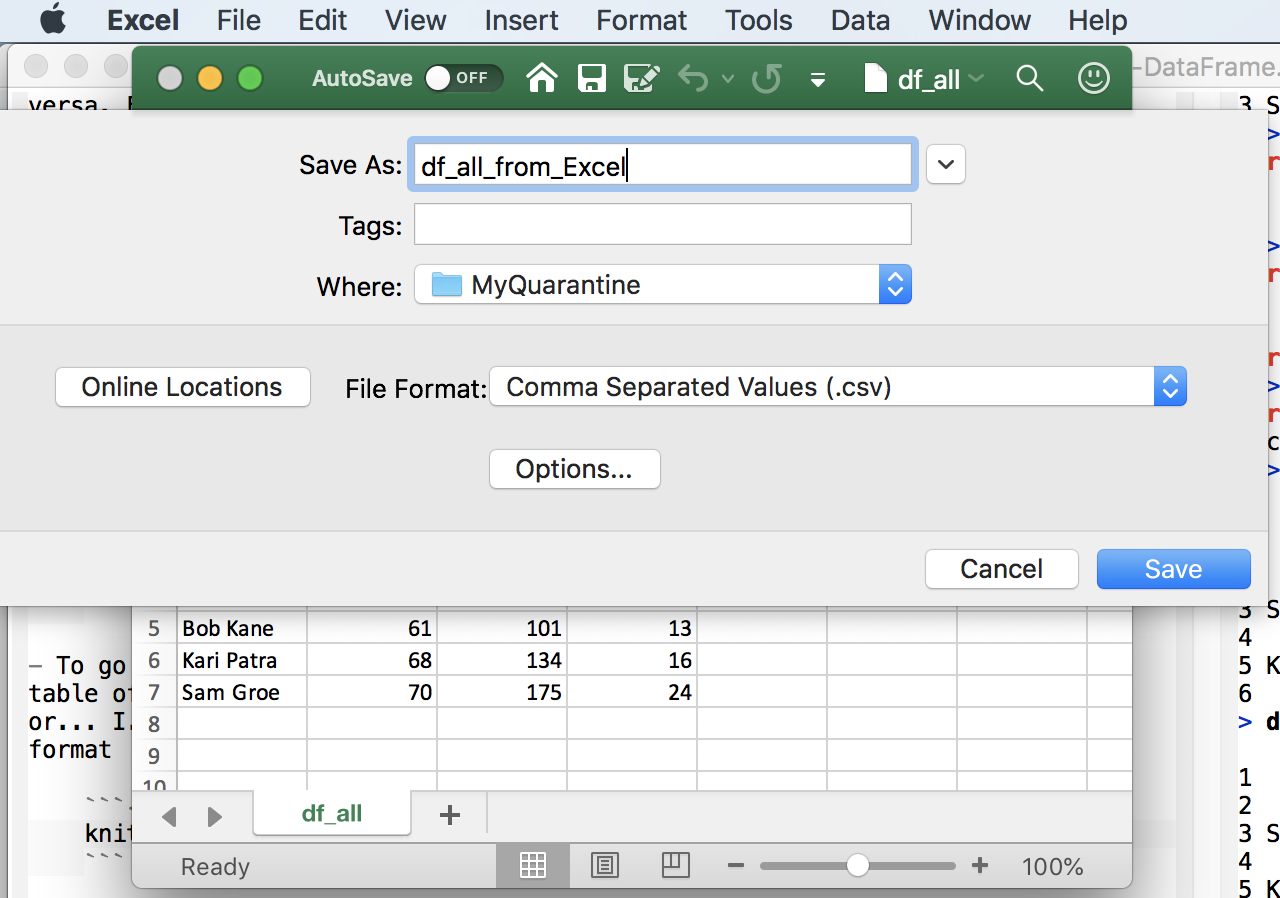 Excel File Edit View Insert Format Tools Data Window Help
AutoSave OFF df_all
-DataFrame.
versa.
3 S
Save As: df_all_from_Excel
Tags:
Where: MyQuarantine
Online Locations File Format: Comma Separated Values (.csv)
Options...
Cancel Save
5 Bob Kane 61 101 13
6 Kari Patra 68 134 16
7 Sam Groe 70 175 24
8
9
10
df_all
Ready 100%
– To go
table of
or... I.
format
```
knit
```
>
r
>
r
r
>
r
c
>
3 S
4
5 K
6
> d
1
2
3 S
4
5 K